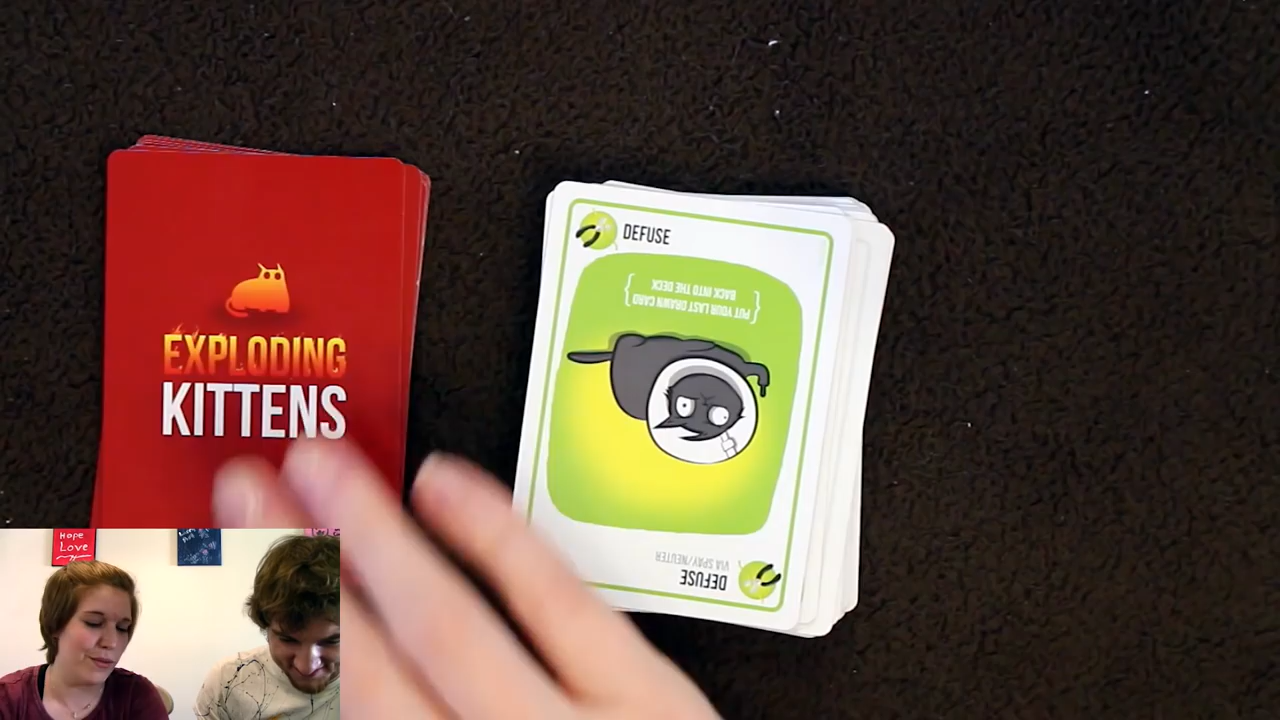 EXPLODING
KITTENS
DEFUSE
PUT YOUR LAST DRAWN CARD
BACK INTO THE DECK
DEFUSE
VIA SPAY/NEUTER
Hope
Love